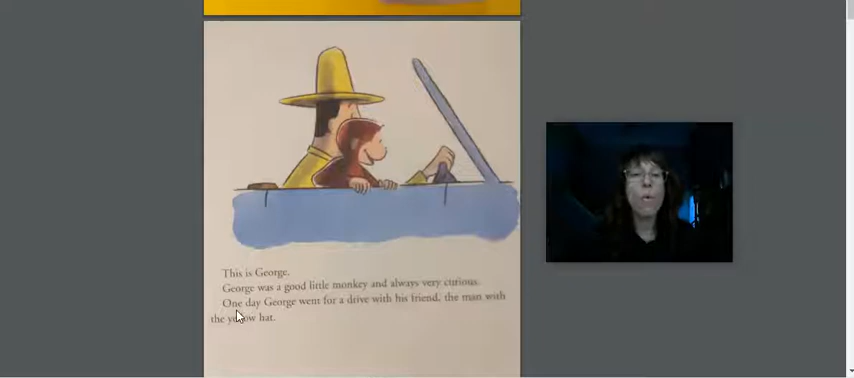 This is George.
George was a good little monkey and always very curious.
One day George went for a drive with his friend, the man with
the yellow hat.